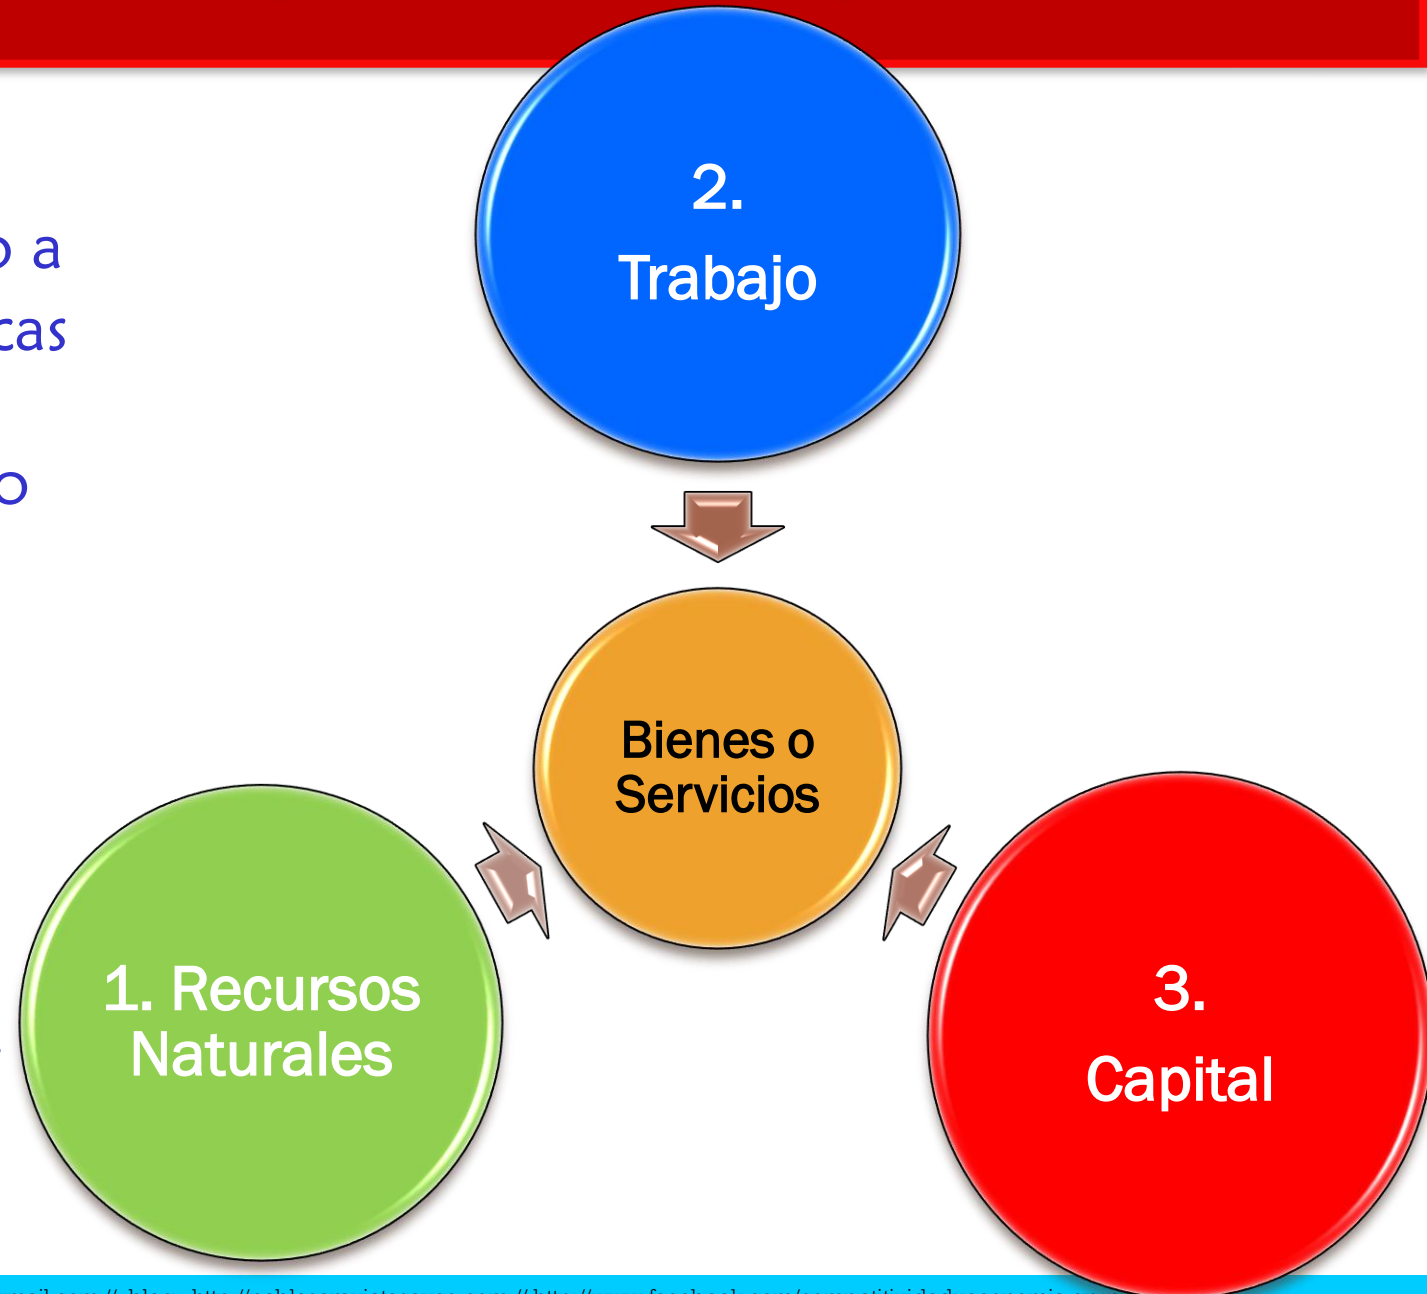 o a
cas
o
2.
Trabajo
Bienes o
Servicios
1. Recursos
Naturales
3.
Capital